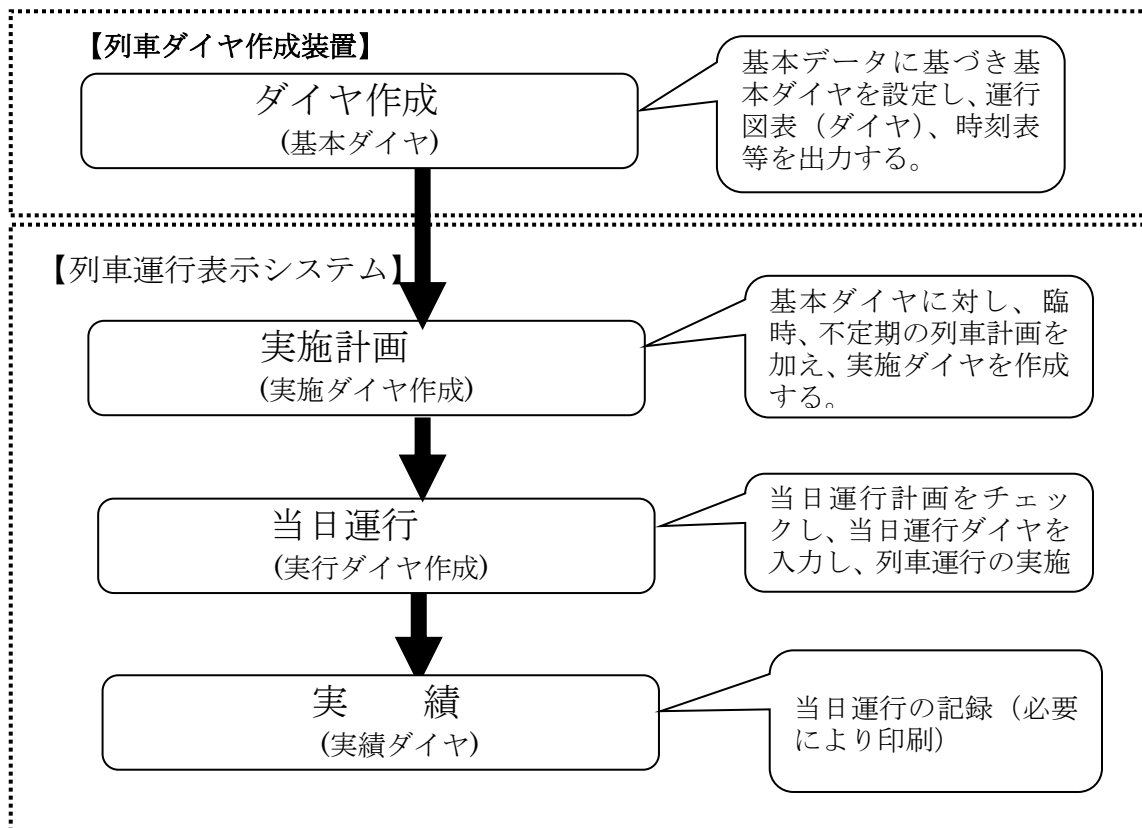 【列車ダイヤ作成装置】
ダイヤ作成
(基本ダイヤ)
基本データに基づき基
本ダイヤを設定し、運行
図表（ダイヤ）、時刻表
等を出力する。
【列車運行表示システム】
実施計画
(実施ダイヤ作成)
基本ダイヤに対し、臨
時、不定期の列車計画を
加え、実施ダイヤを作成
する。
当日運行
(実行ダイヤ作成)
当日運行計画をチェッ
クし、当日運行ダイヤを
入力し、列車運行の実施
実　績
(実績ダイヤ)
当日運行の記録（必要
により印刷）